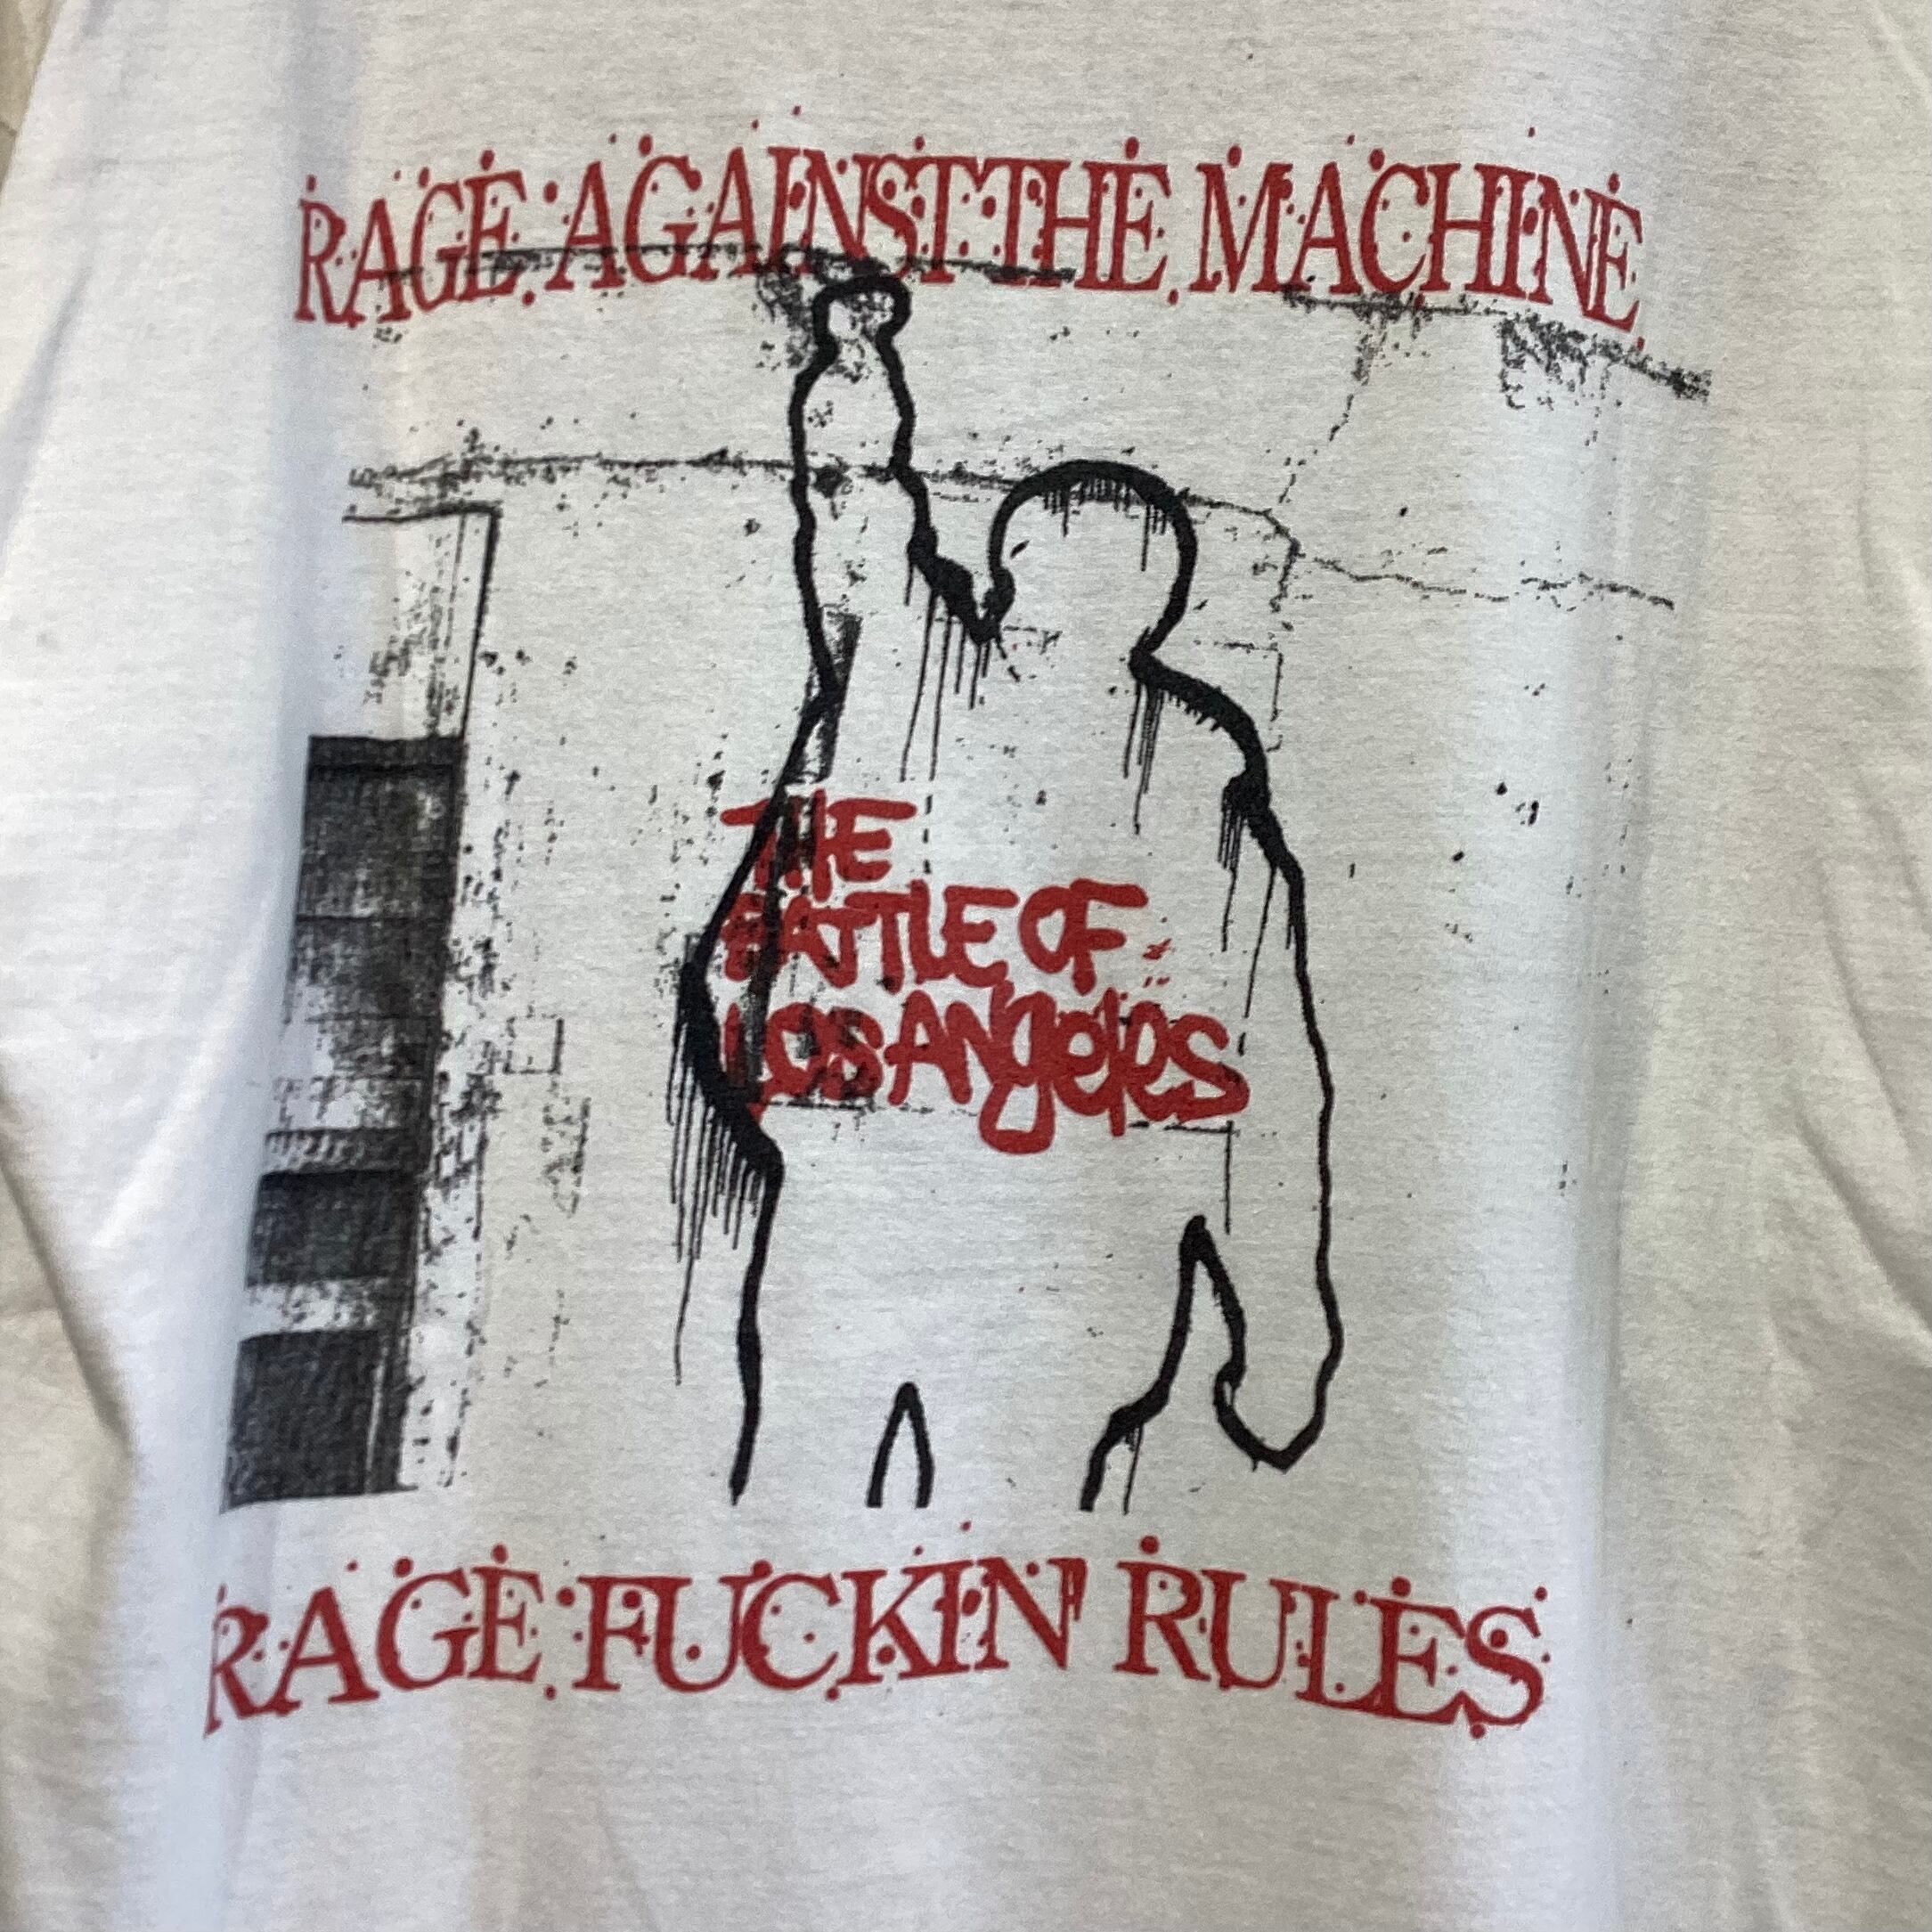 RAGE AGAINST THE MACHINE
THE
BATTLE OF
LOS ANgeles
RAGE FUCKIN' RULES